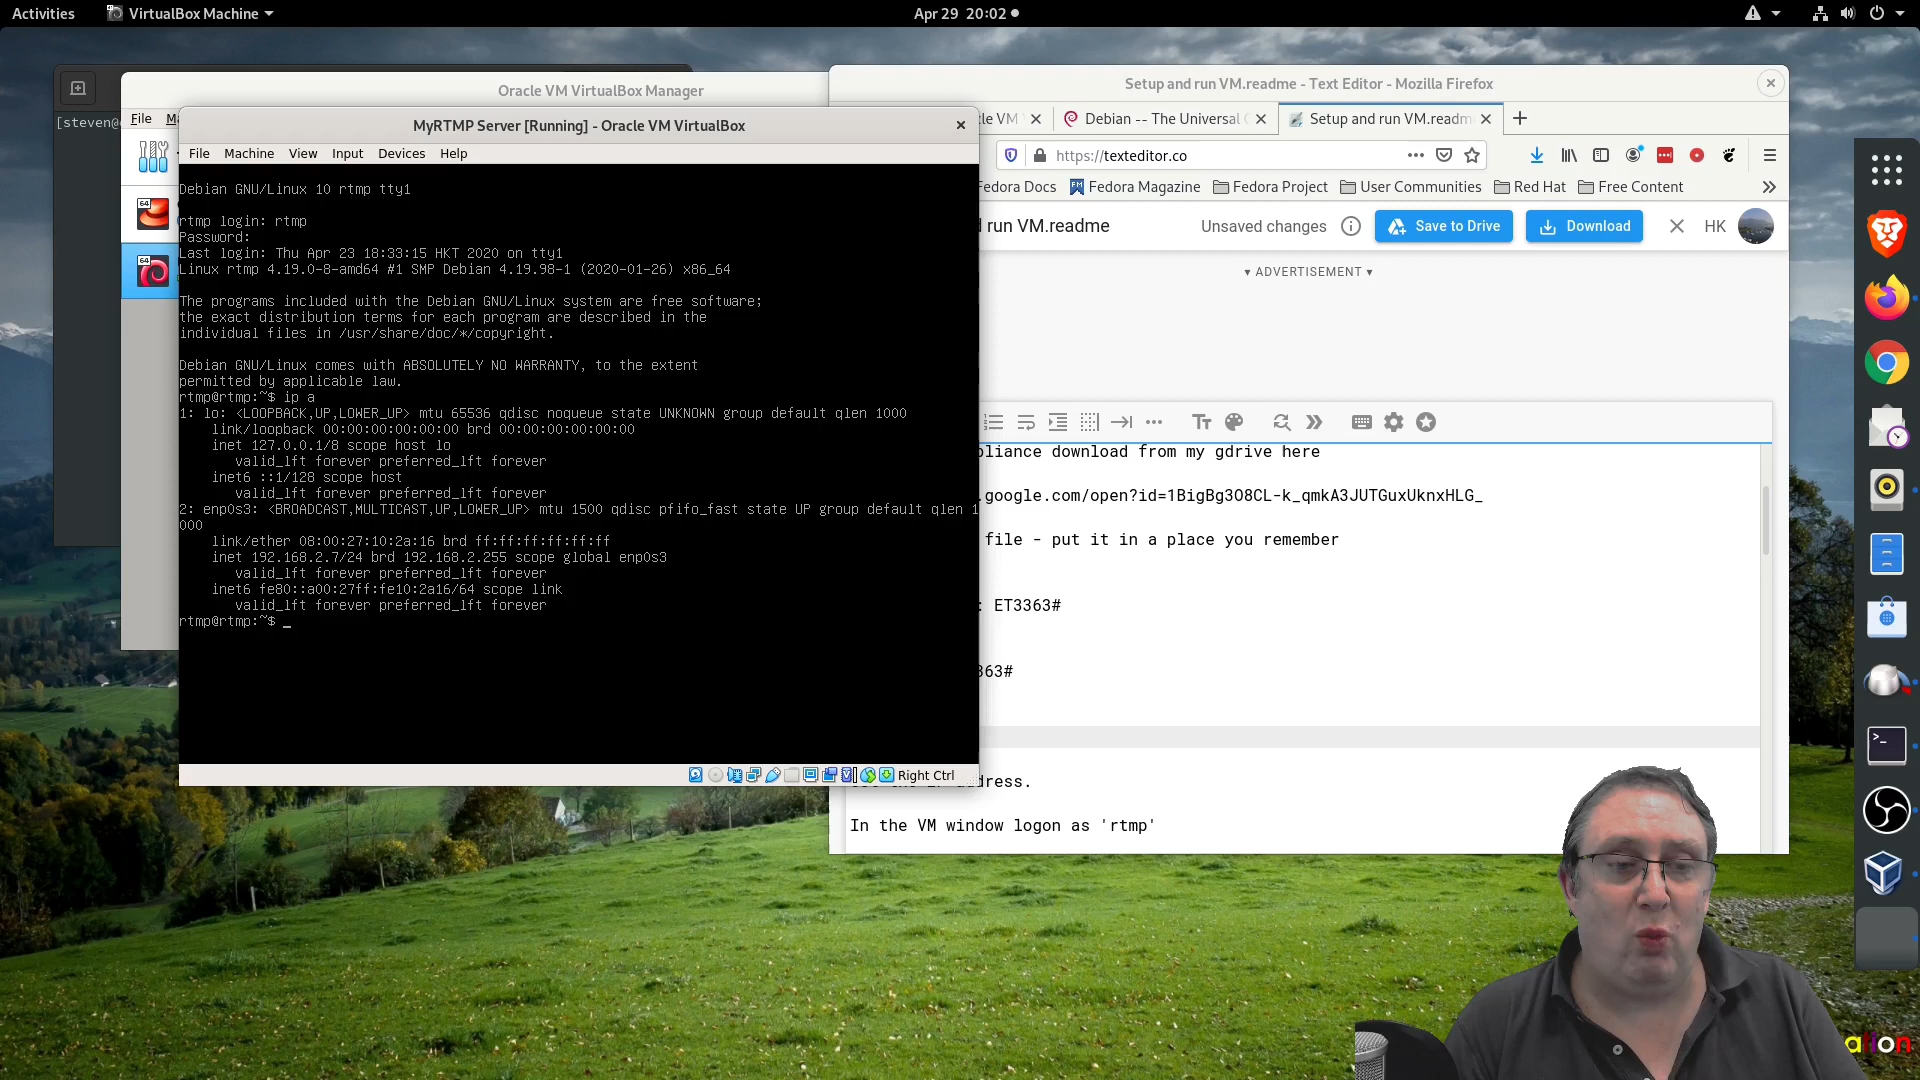 Activities
VirtualBox Machine
Apr 29 20:02
Oracle VM VirtualBox Manager
Setup and run VM.readme - Text Editor - Mozilla Firefox
File
[steven@
MyRTMP Server [Running] - Oracle VM VirtualBox
File Machine View Input Devices Help
Debian GNU/Linux 10 rtmp tty1
rtmp login: rtmp
Password:
Last login: Thu Apr 23 18:33:15 HKT 2020 on tty1
Linux rtmp 4.19.0-8-amd64 #1 SMP Debian 4.19.98-1 (2020-01-26) x86_64
The programs included with the Debian GNU/Linux system are free software;
the exact distribution terms for each program are described in the
individual files in /usr/share/doc/*/copyright.
Debian GNU/Linux comes with ABSOLUTELY NO WARRANTY, to the extent
permitted by applicable law.
rtmp@rtmp:~$ ip a
1: lo: <LOOPBACK,UP,LOWER_UP> mtu 65536 qdisc noqueue state UNKNOWN group default qlen 1000
link/loopback 00:00:00:00:00:00 brd 00:00:00:00:00:00
inet 127.0.0.1/8 scope host lo
valid_lft forever preferred_lft forever
inet6 ::1/128 scope host
valid_lft forever preferred_lft forever
2: enp0s3: <BROADCAST,MULTICAST,UP,LOWER_UP> mtu 1500 qdisc pfifo_fast state UP group default qlen 1
000
link/ether 08:00:27:10:2a:16 brd ff:ff:ff:ff:ff:ff
inet 192.168.2.7/24 brd 192.168.2.255 scope global enp0s3
valid_lft forever preferred_lft forever
inet6 fe80::a00:27ff:fe10:2a16/64 scope link
valid_lft forever preferred_lft forever
rtmp@rtmp:~$ _
Right Ctrl
cle VM
Debian -- The Universal
Setup and run VM.readm
https://texteditor.co
Fedora Docs
Fedora Magazine
Fedora Project
User Communities
Red Hat
Free Content
d run VM.readme
Unsaved changes
Save to Drive
Download
HK
▾ ADVERTISEMENT ▾
pliance download from my gdrive here
.google.com/open?id=1BigBg3O8CL-k_qmkA3JUTGuxUknxHLG_
file - put it in a place you remember
: ET3363#
363#
dress.
In the VM window logon as 'rtmp'
ation